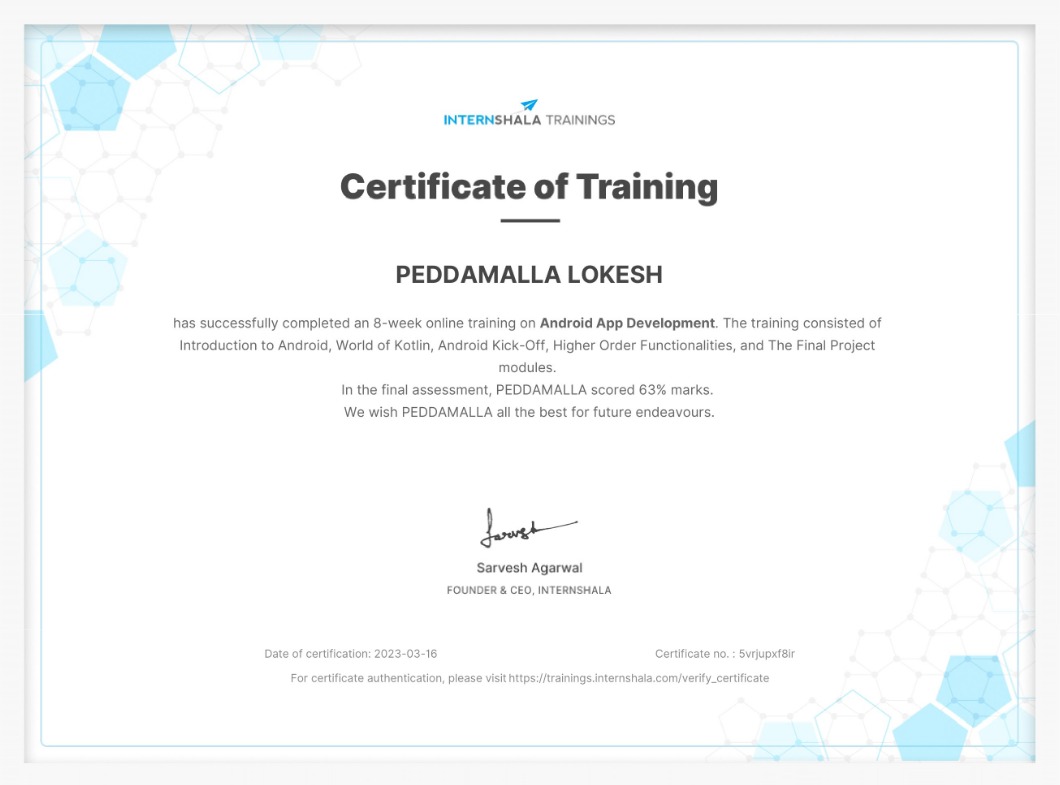 INTERNSHALA TRAININGS
Certificate of Training
PEDDAMALLA LOKESH
has successfully completed an 8-week online training on Android App Development. The training consisted of
Introduction to Android, World of Kotlin, Android Kick-Off, Higher Order Functionalities, and The Final Project
modules.
In the final assessment, PEDDAMALLA scored 63% marks.
We wish PEDDAMALLA all the best for future endeavours.
Sarvesh
Sarvesh Agarwal
FOUNDER & CEO, INTERNSHALA
Date of certification: 2023-03-16
Certificate no. : 5vrjupxf8ir
For certificate authentication, please visit https://trainings.internshala.com/verify_certificate